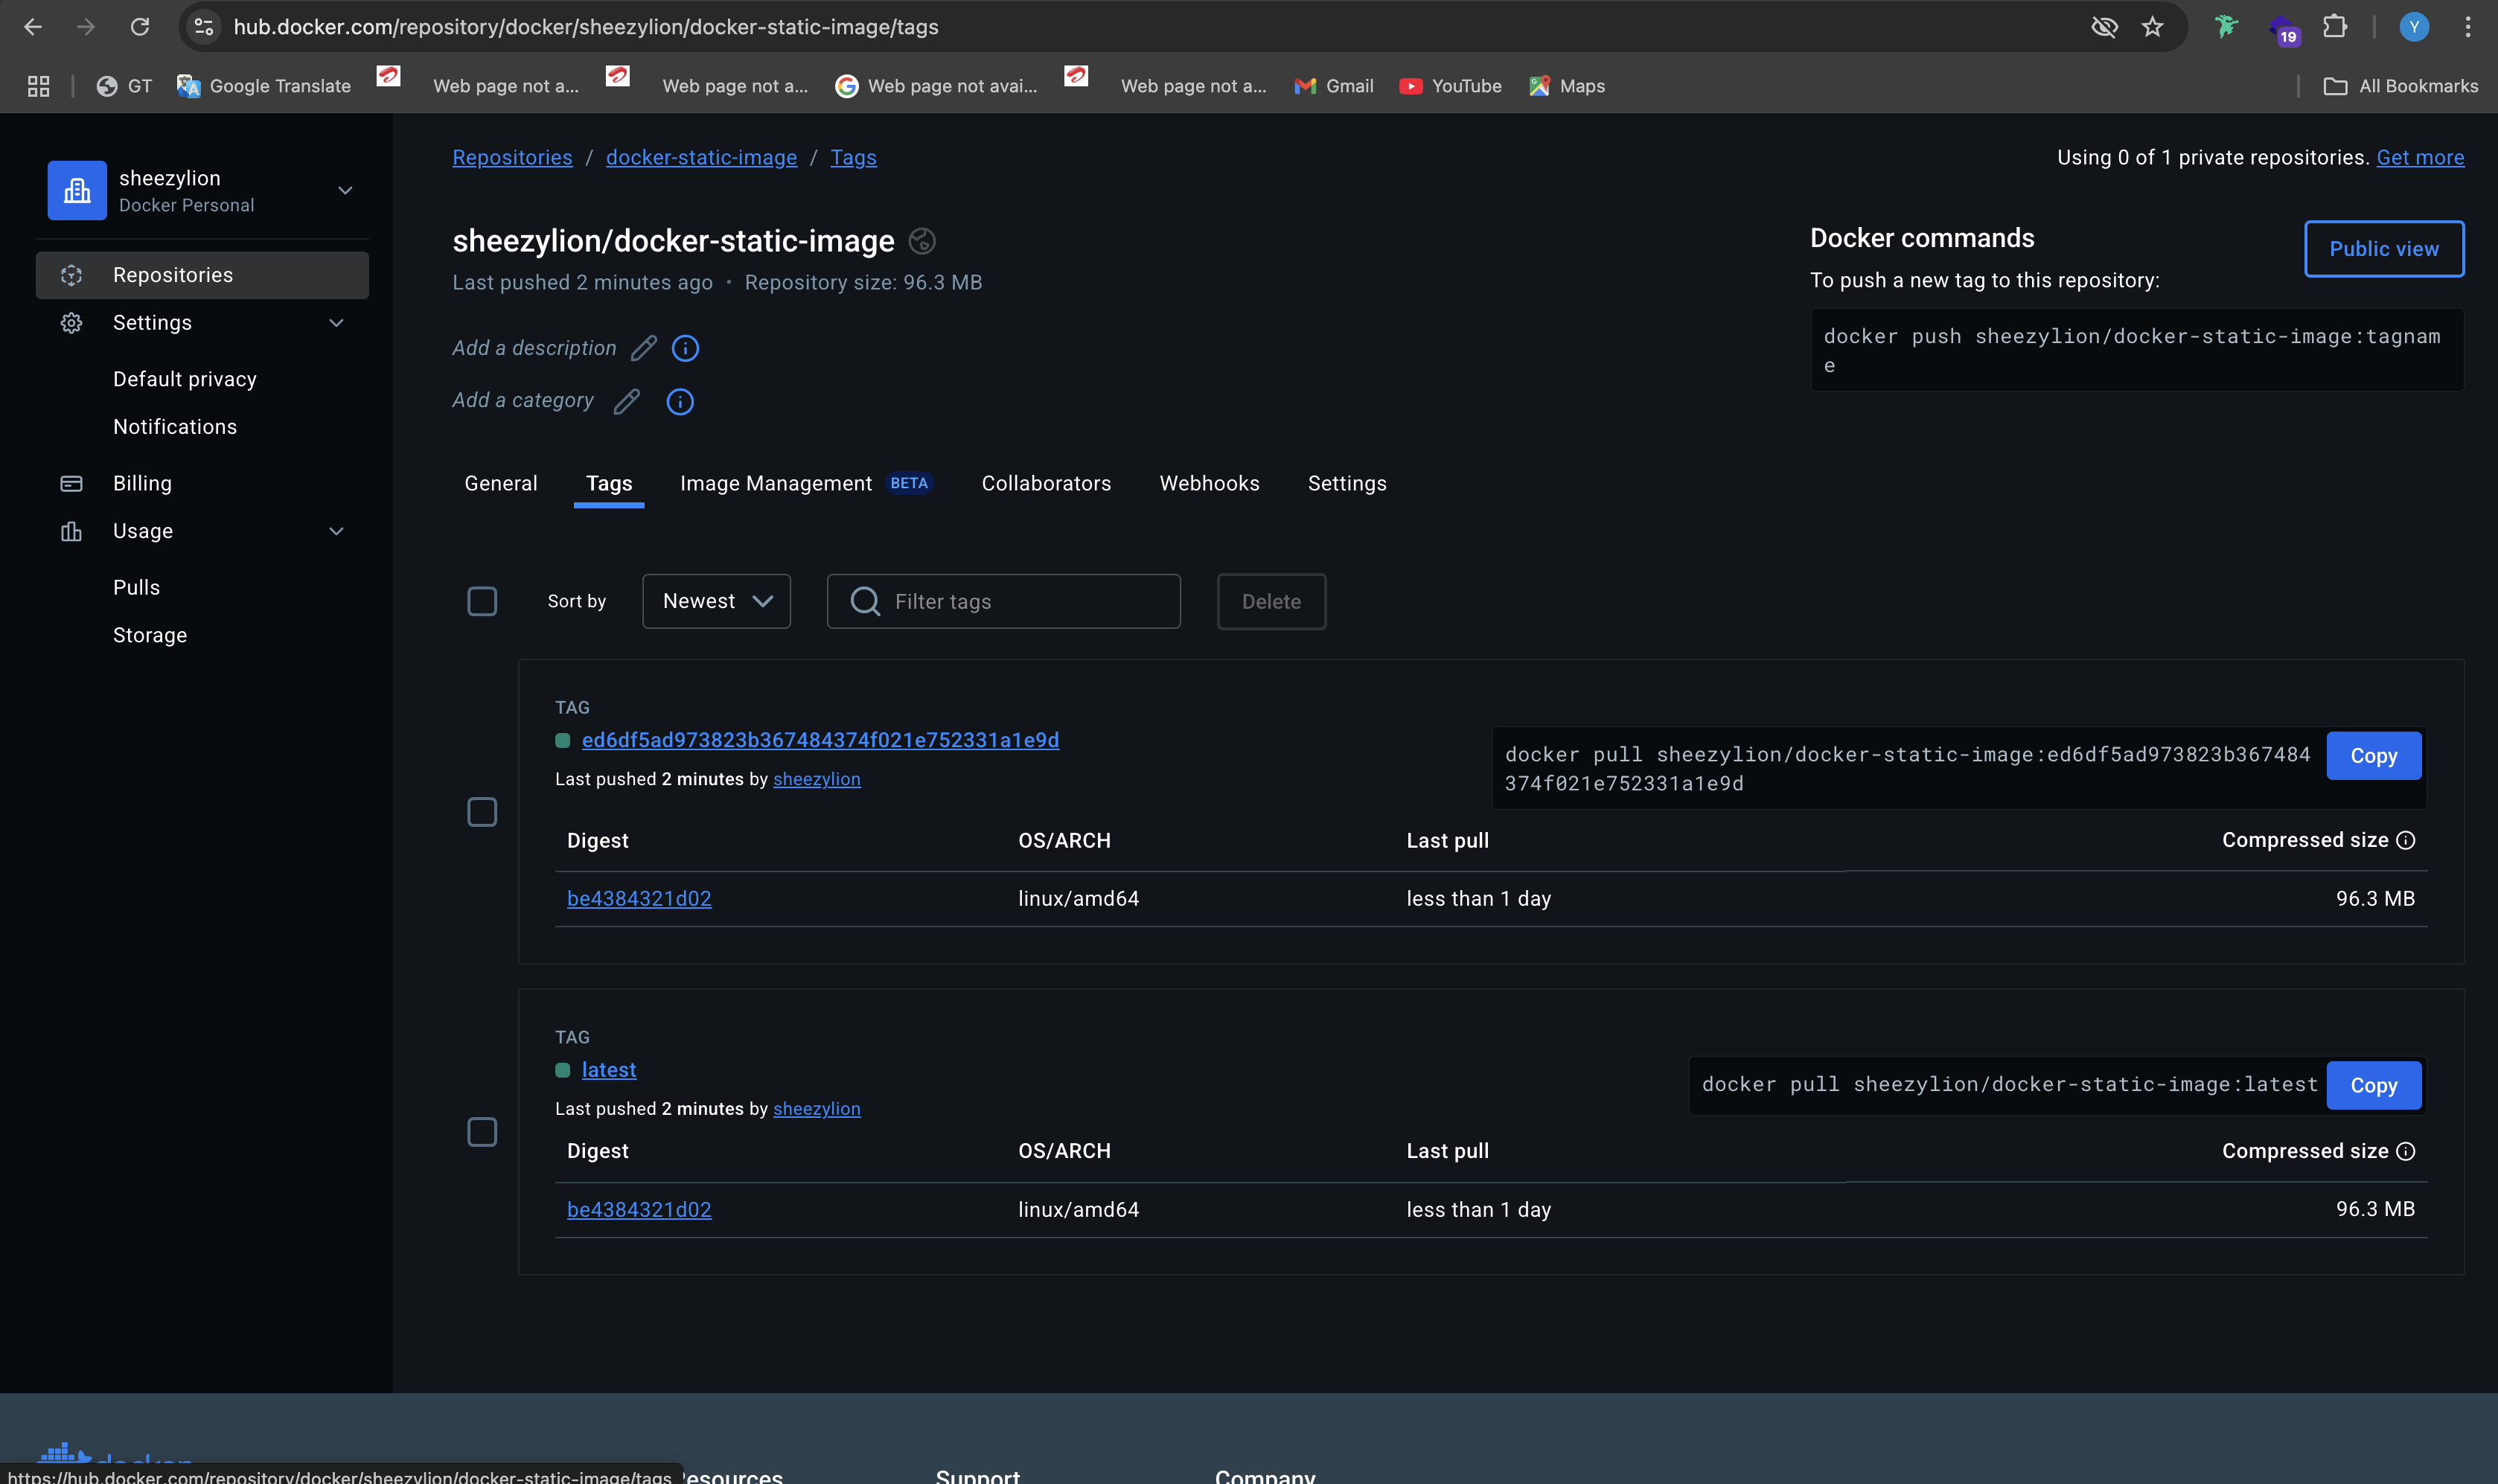 hub.docker.com/repository/docker/sheezylion/docker-static-image/tags
19
Y
GT
Google Translate
Web page not a...
Web page not a...
Web page not avai...
Web page not a...
Gmail
YouTube
Maps
All Bookmarks
sheezylion
Docker Personal
Repositories
Settings
Default privacy
Notifications
Billing
Usage
Pulls
Storage
Repositories / docker-static-image / Tags
Using 0 of 1 private repositories. Get more
sheezylion/docker-static-image
Last pushed 2 minutes ago • Repository size: 96.3 MB
Add a description
Add a category
Docker commands
Public view
To push a new tag to this repository:
docker push sheezylion/docker-static-image:tagnam
e
General
Tags
Image Management BETA
Collaborators
Webhooks
Settings
Sort by
Newest
Filter tags
Delete
TAG
ed6df5ad973823b367484374f021e752331a1e9d
Last pushed 2 minutes by sheezylion
docker pull sheezylion/docker-static-image:ed6df5ad973823b367484
374f021e752331a1e9d
Copy
Digest OS/ARCH Last pull Compressed size
be4384321d02 linux/amd64 less than 1 day 96.3 MB
TAG
latest
Last pushed 2 minutes by sheezylion
docker pull sheezylion/docker-static-image:latest
Copy
Digest OS/ARCH Last pull Compressed size
be4384321d02 linux/amd64 less than 1 day 96.3 MB
docker
https://hub.docker.com/repository/docker/sheezylion/docker-static-image/tags
esources
Support
Company